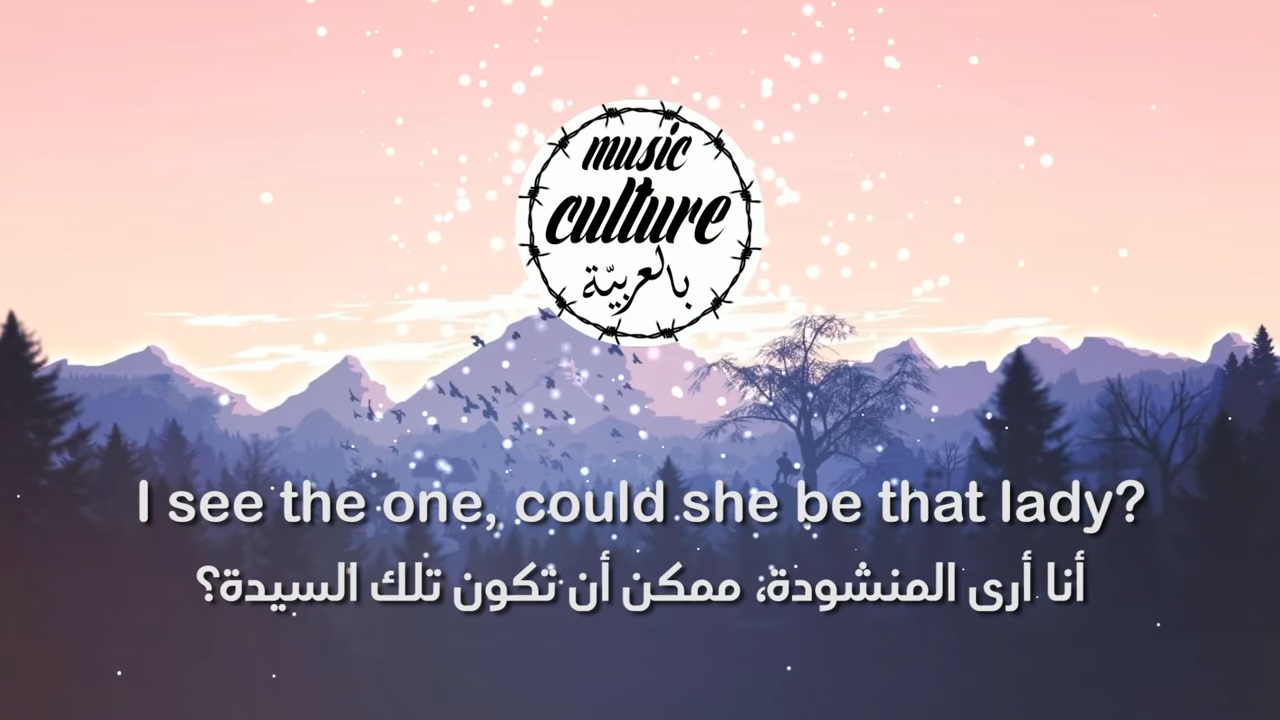 music
culture
بالعربيّة
I see the one, could she be that lady?
أنا أرى المنشودة، ممكن أن تكون تلك السيدة؟